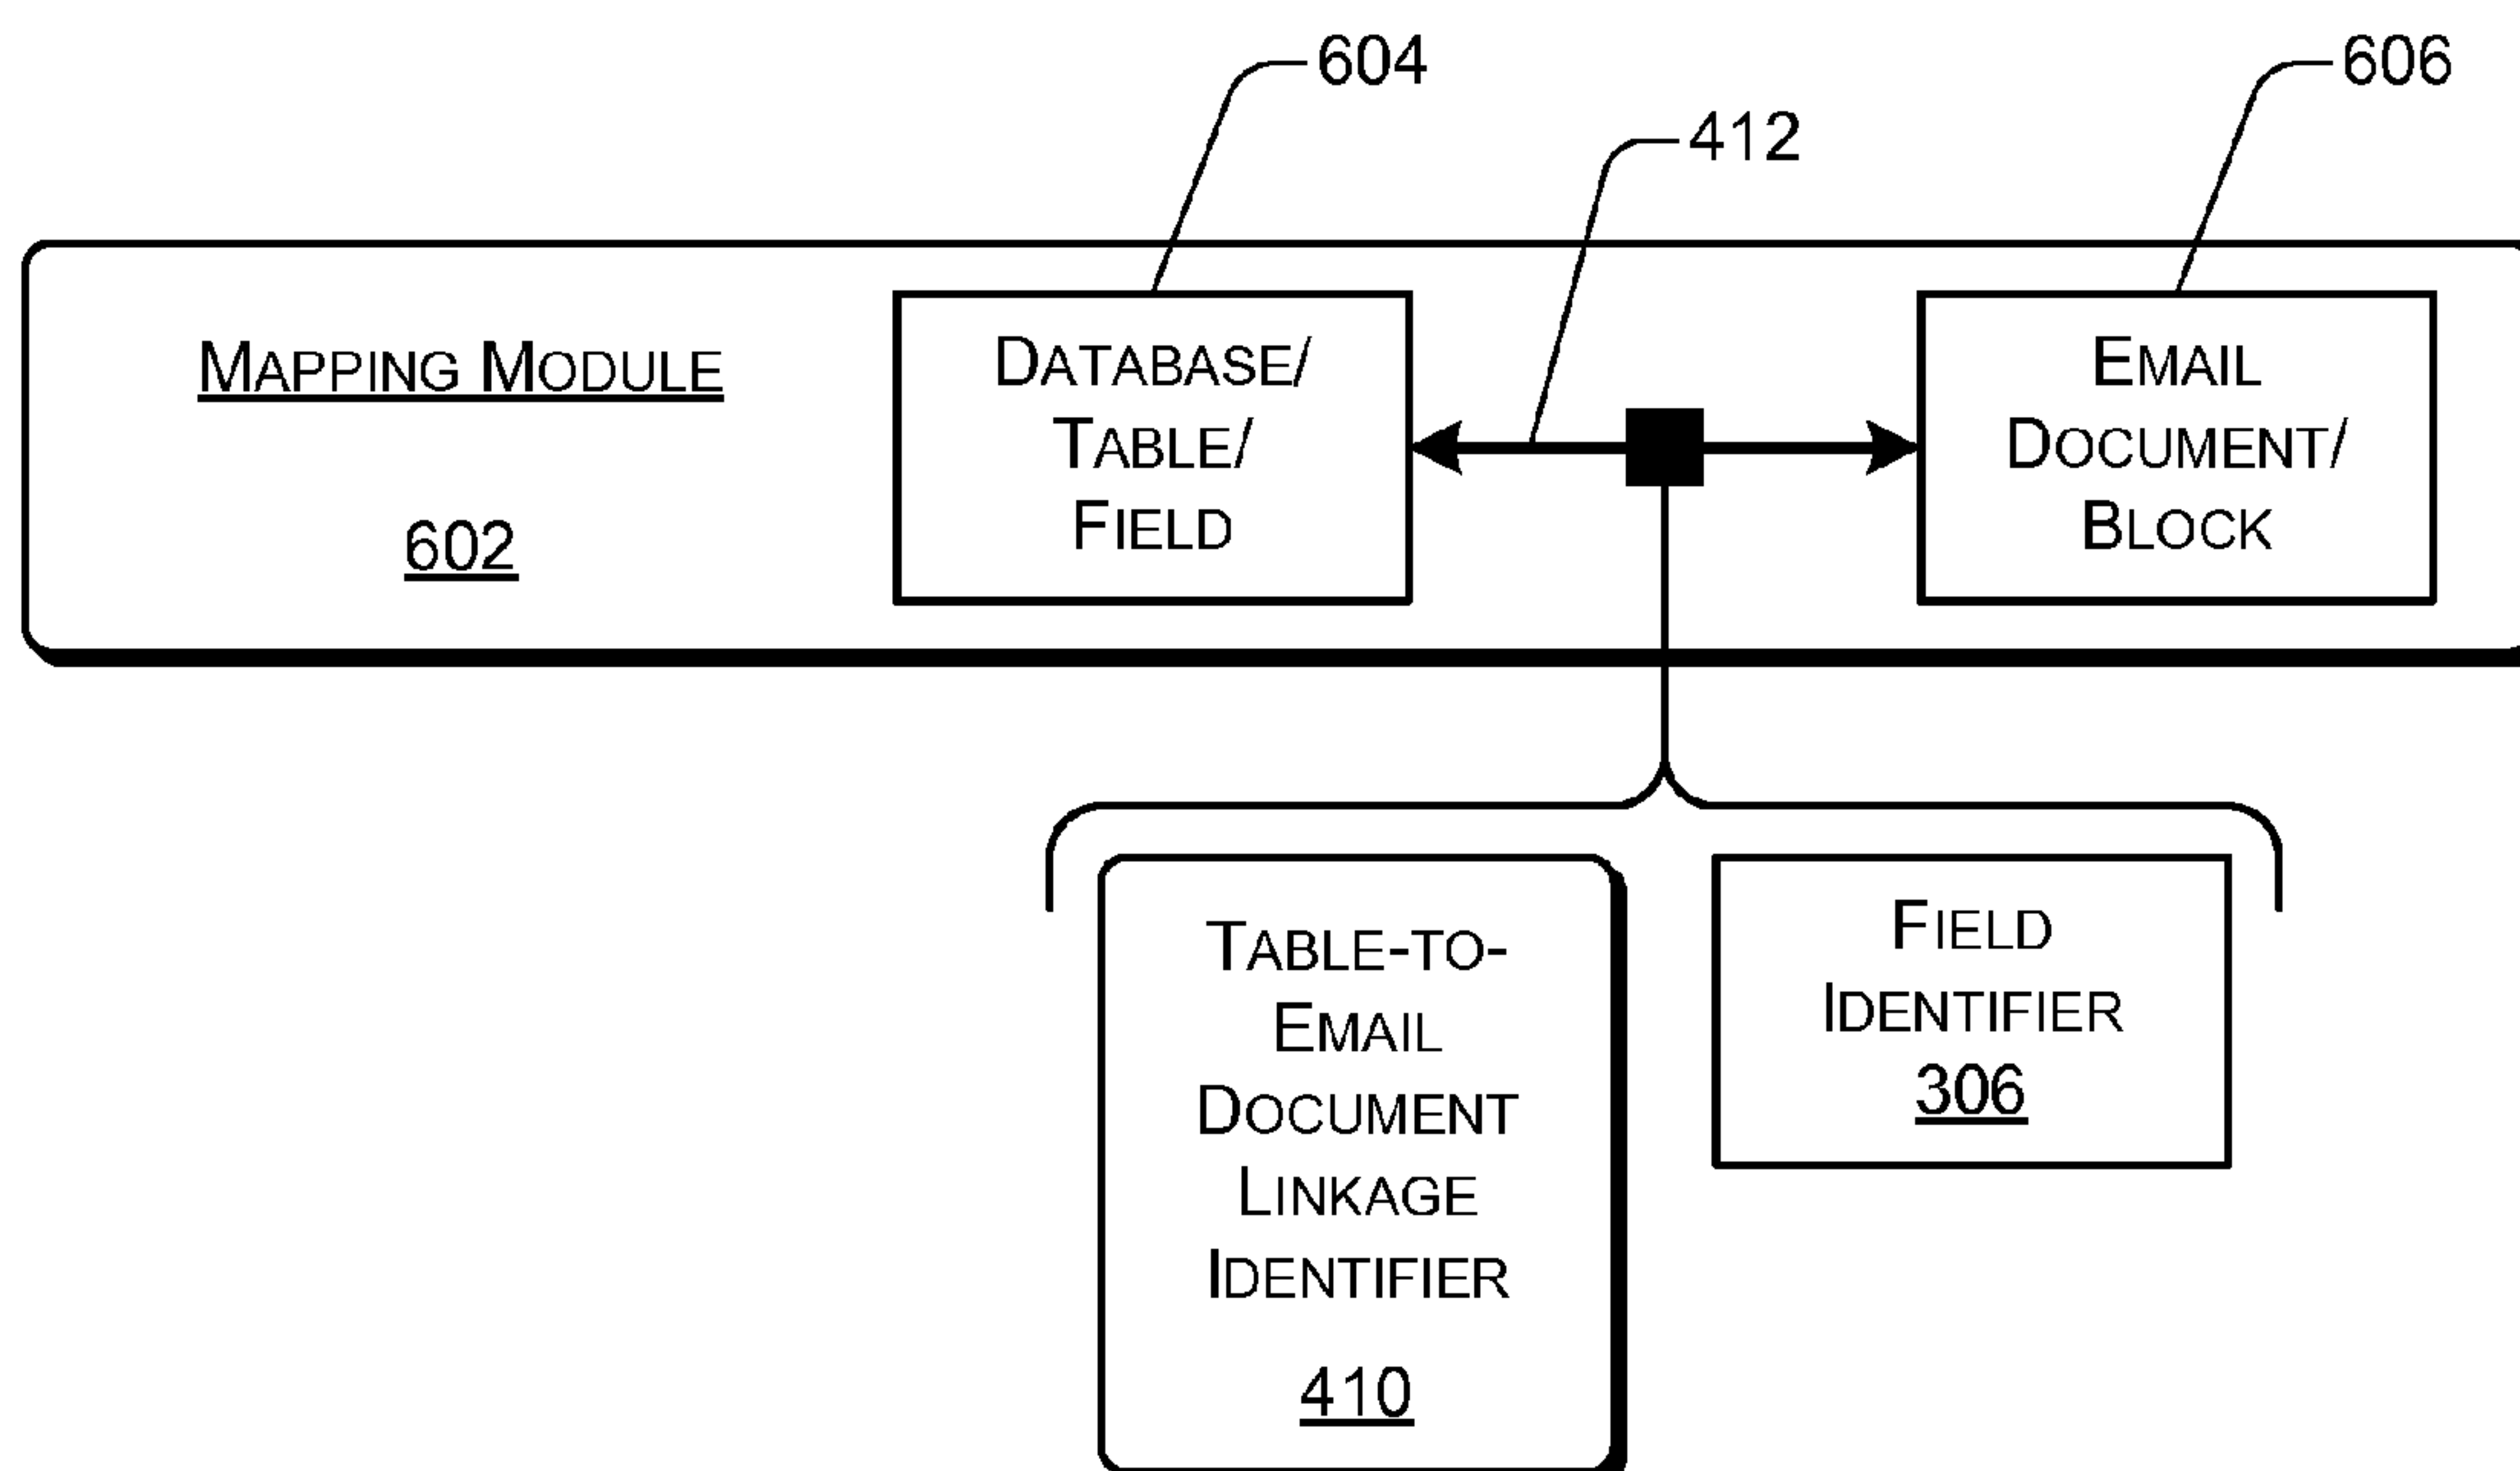 604
606
412
MAPPING MODULE
602
DATABASE/
TABLE/
FIELD
EMAIL
DOCUMENT/
BLOCK
TABLE-TO-
EMAIL
DOCUMENT
LINKAGE
IDENTIFIER
410
FIELD
IDENTIFIER
306